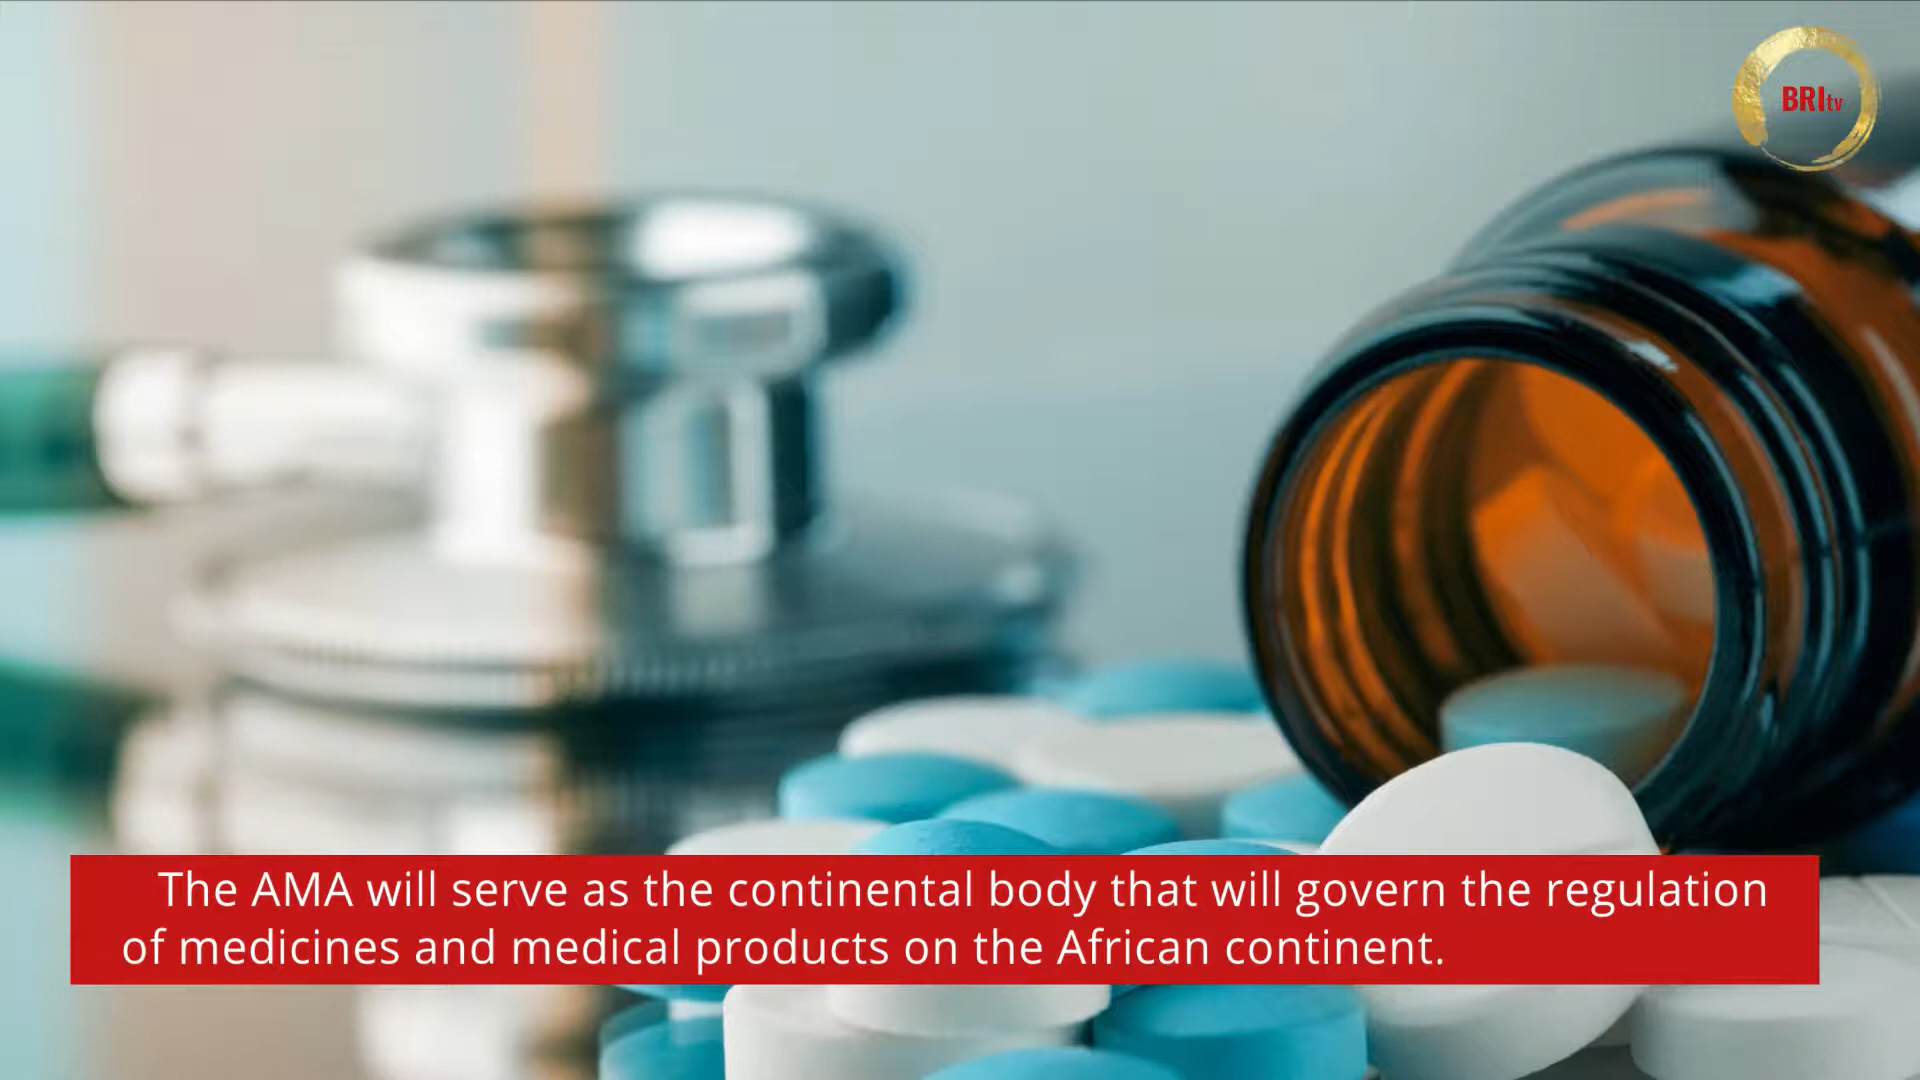 BRItv
The AMA will serve as the continental body that will govern the regulation
of medicines and medical products on the African continent.